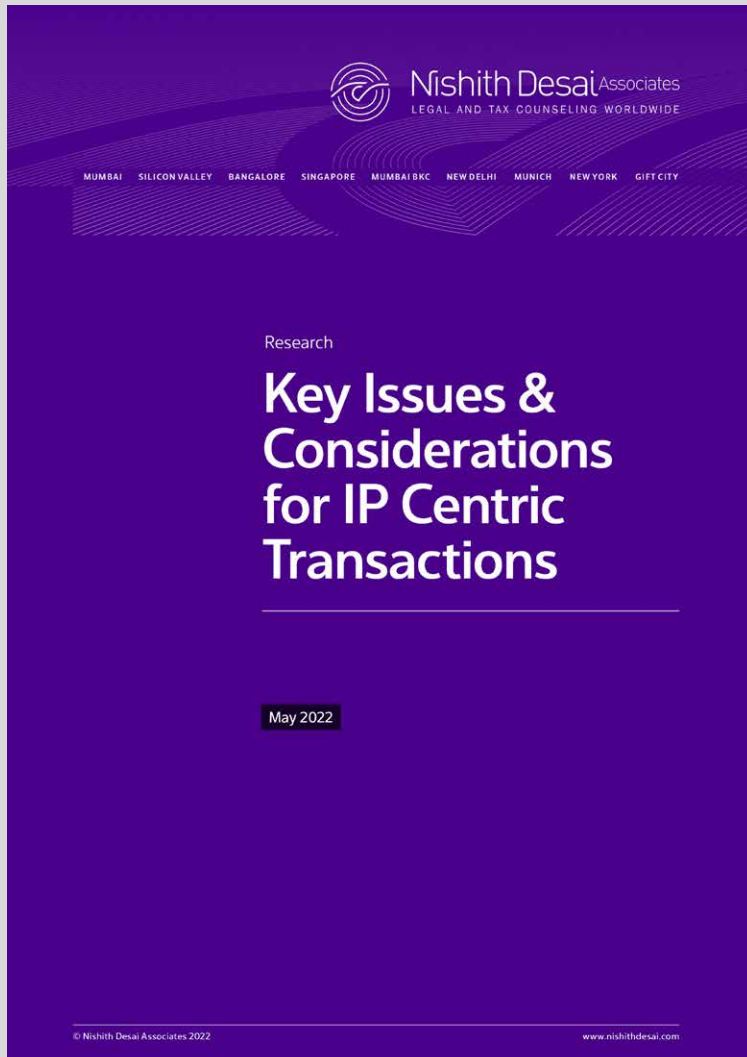 Nishith Desai Associates
LEGAL AND TAX COUNSELING WORLDWIDE
MUMBAI SILICON VALLEY BANGALORE SINGAPORE MUMBAI BKC NEW DELHI MUNICH NEW YORK GIFT CITY
Research
Key Issues &
Considerations
for IP Centric
Transactions
May 2022
© Nishith Desai Associates 2022 www.nishithdesai.com